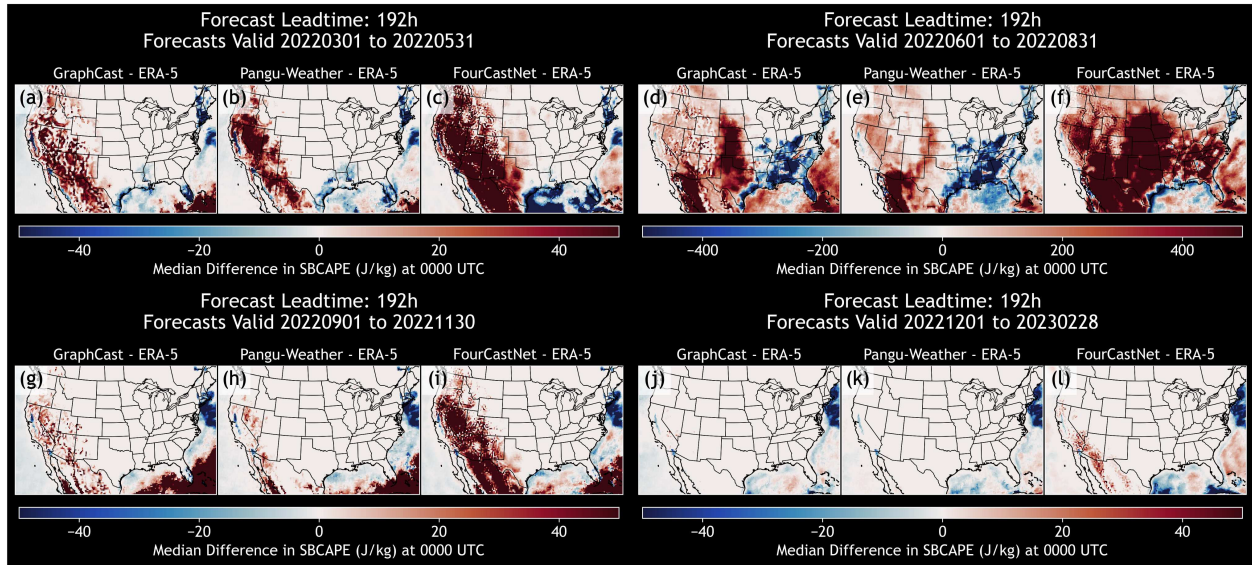 Forecast Leadtime: 192h
Forecasts Valid 20220301 to 20220531
GraphCast - ERA-5
Pangu-Weather - ERA-5
FourCastNet - ERA-5
(a)
(b)
(c)
−40
−20
0
20
40
Median Difference in SBCAPE (J/kg) at 0000 UTC
Forecast Leadtime: 192h
Forecasts Valid 20220601 to 20220831
GraphCast - ERA-5
Pangu-Weather - ERA-5
FourCastNet - ERA-5
(d)
(e)
(f)
−400
−200
0
200
400
Median Difference in SBCAPE (J/kg) at 0000 UTC
Forecast Leadtime: 192h
Forecasts Valid 20220901 to 20221130
GraphCast - ERA-5
Pangu-Weather - ERA-5
FourCastNet - ERA-5
(g)
(h)
(i)
−40
−20
0
20
40
Median Difference in SBCAPE (J/kg) at 0000 UTC
Forecast Leadtime: 192h
Forecasts Valid 20221201 to 20230228
GraphCast - ERA-5
Pangu-Weather - ERA-5
FourCastNet - ERA-5
(j)
(k)
(l)
−40
−20
0
20
40
Median Difference in SBCAPE (J/kg) at 0000 UTC